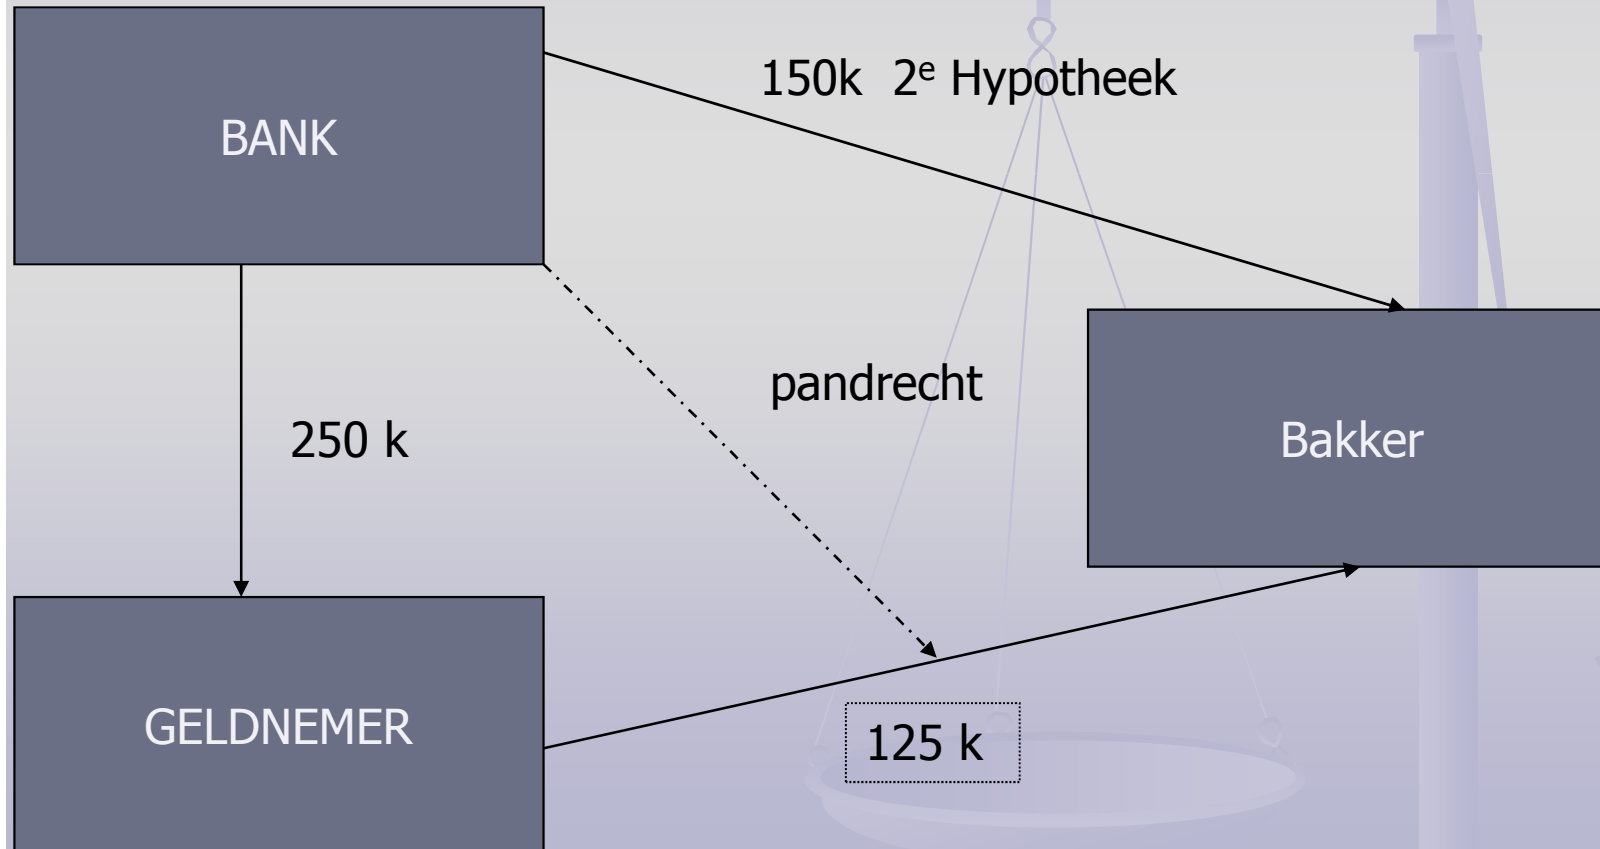 150k 2e Hypotheek
BANK
pandrecht
250 k
Bakker
GELDNEMER
125 k